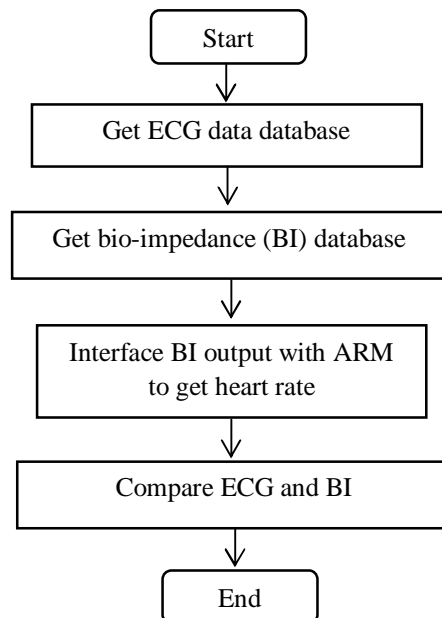 Start
Get ECG data database
Get bio-impedance (BI) database
Interface BI output with ARM
to get heart rate
Compare ECG and BI
End